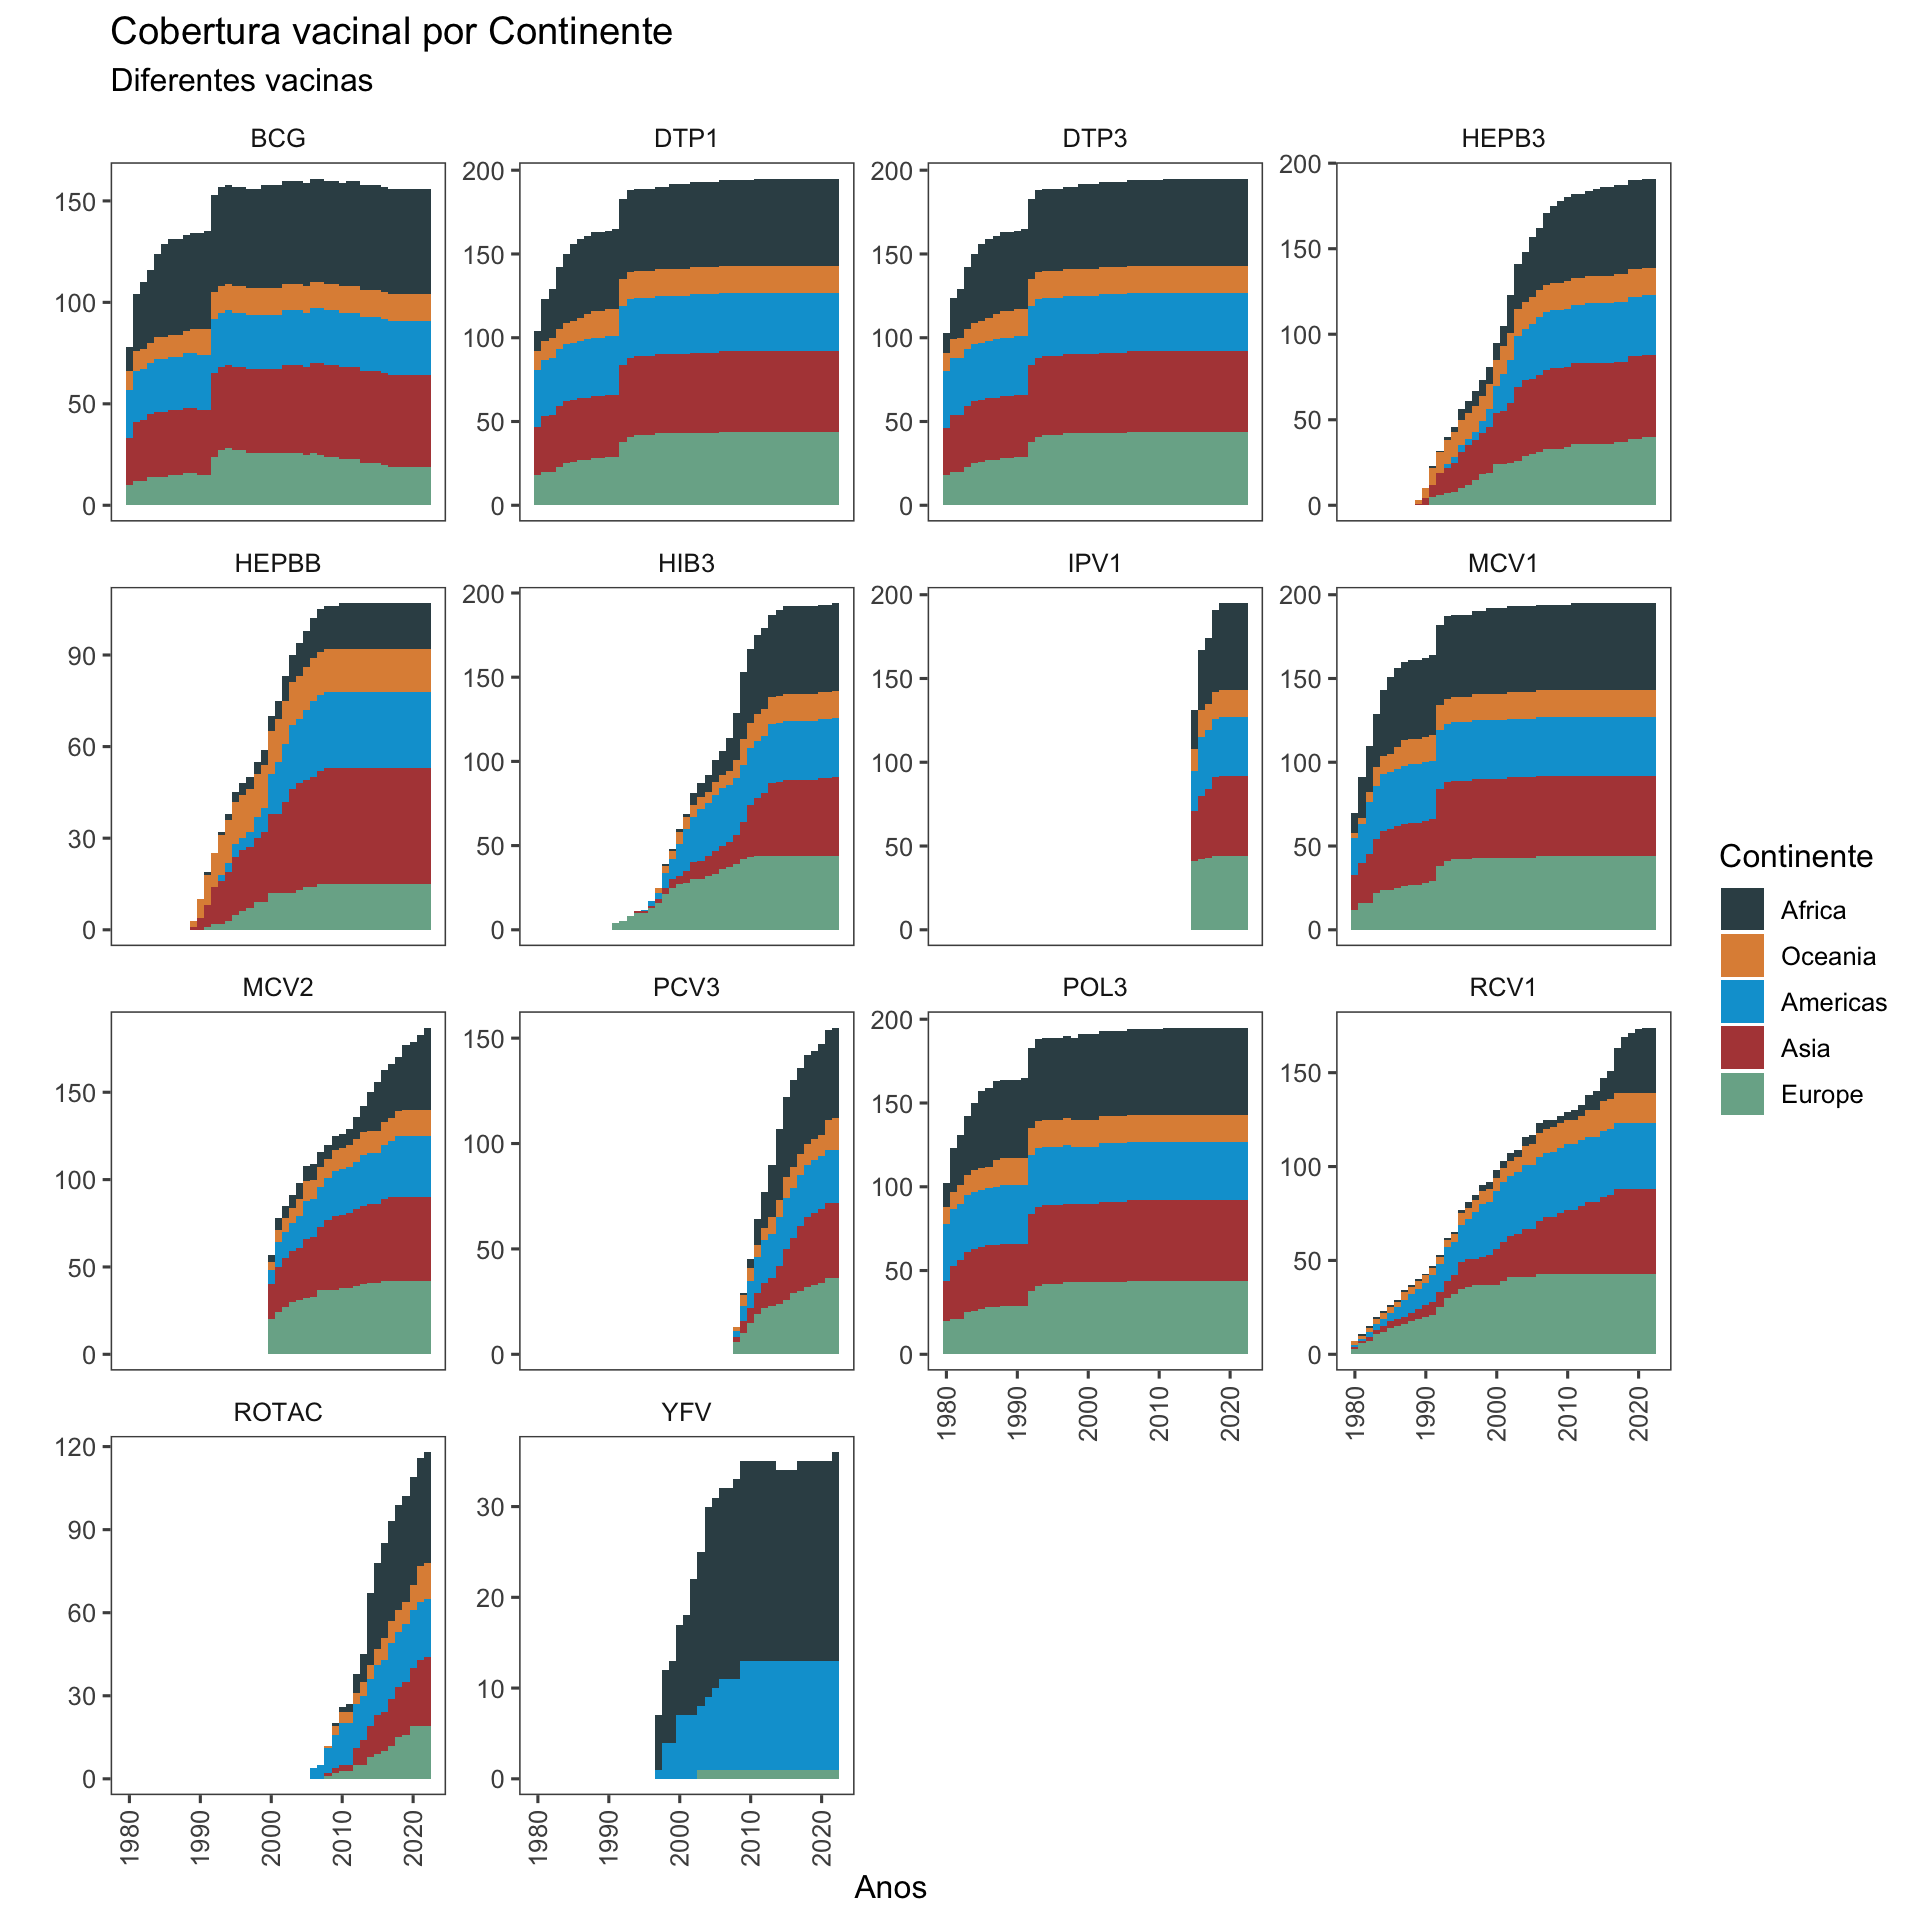 Cobertura vacinal por Continente
Diferentes vacinas
BCG
DTP1
DTP3
HEPB3
150
100
50
0
200
150
100
50
0
200
150
100
50
0
200
150
100
50
0
HEPBB
HIB3
IPV1
MCV1
90
60
30
0
200
150
100
50
0
200
150
100
50
0
200
150
100
50
0
MCV2
PCV3
POL3
RCV1
150
100
50
0
150
100
50
0
200
150
100
50
0
150
100
50
0
1980 1990 2000 2010 2020
1980 1990 2000 2010 2020
ROTAC
YFV
120
90
60
30
0
30
20
10
0
1980 1990 2000 2010 2020
1980 1990 2000 2010 2020
Anos
Continente
Africa
Oceania
Americas
Asia
Europe